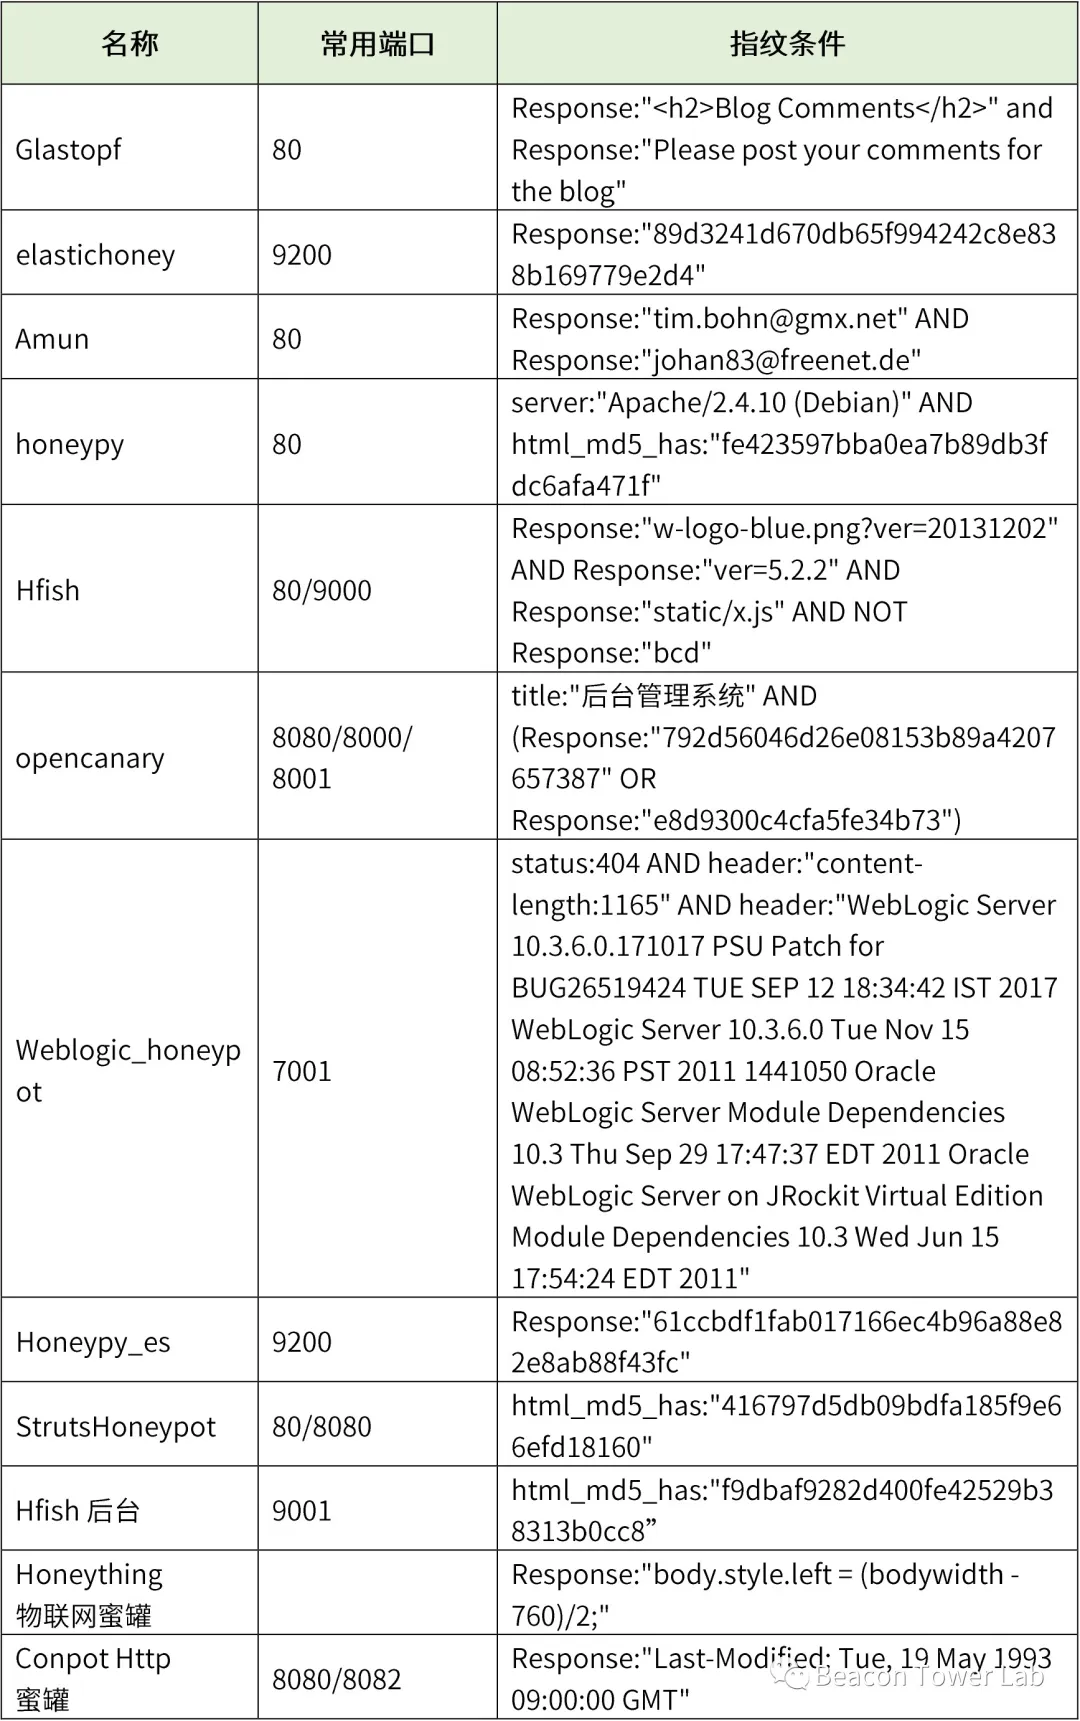 名称 常用端口 指纹条件
Response:"<h2>Blog Comments</h2>" and
Glastopf 80 Response:"Please post your comments for
the blog"
Response:"89d3241d670db65f994242c8e83
elastichoney 9200
8b169779e2d4"
Response:"tim.bohn@gmx.net" AND
Amun 80
Response:"johan83@freenet.de"
server:"Apache/2.4.10 (Debian)" AND
honeypy 80 html_md5_has:"fe423597bba0ea7b89db3f
dc6afa471f"
Response:"w-logo-blue.png?ver=20131202"
AND Response:"ver=5.2.2" AND
Hfish 80/9000
Response:"static/x.js" AND NOT
Response:"bcd"
title:"后台管理系统" AND
8080/8000/ (Response:"792d56046d26e08153b89a4207
opencanary
8001 657387" OR
Response:"e8d9300c4cfa5fe34b73")
status:404 AND header:"content-
length:1165" AND header:"WebLogic Server
10.3.6.0.171017 PSU Patch for
BUG26519424 TUE SEP 12 18:34:42 IST 2017
WebLogic Server 10.3.6.0 Tue Nov 15
Weblogic_honeyp
7001 08:52:36 PST 2011 1441050 Oracle
ot
WebLogic Server Module Dependencies
10.3 Thu Sep 29 17:47:37 EDT 2011 Oracle
WebLogic Server on JRockit Virtual Edition
Module Dependencies 10.3 Wed Jun 15
17:54:24 EDT 2011"
Response:"61ccbdf1fab017166ec4b96a88e8
Honeypy_es 9200
2e8ab88f43fc"
html_md5_has:"416797d5db09bdfa185f9e6
StrutsHoneypot 80/8080
6efd18160"
html_md5_has:"f9dbaf9282d400fe42529b3
Hfish 后台 9001
8313b0cc8”
Honeything Response:"body.style.left = (bodywidth -
物联网蜜罐 760)/2;"
Conpot Http Response:"Last-Modified: Tue, 19 May 1993
8080/8082
蜜罐 09:00:00 GMT"
Beacon Tower Lab